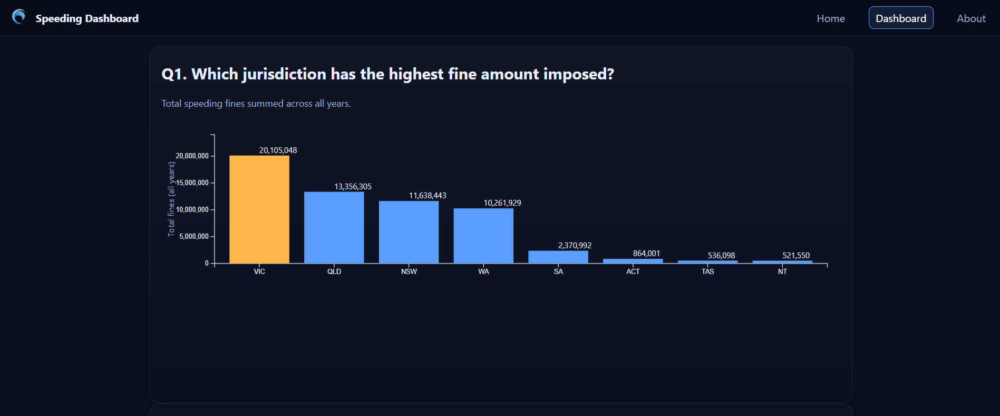 Speeding Dashboard
Home
Dashboard
About
Q1. Which jurisdiction has the highest fine amount imposed?
Total speeding fines summed across all years.
Total fines (all years)
20,000,000
15,000,000
10,000,000
5,000,000
0
20,105,048
13,356,305
11,638,443
10,261,929
2,370,992
864,001
536,098
521,550
VIC
QLD
NSW
WA
SA
ACT
TAS
NT